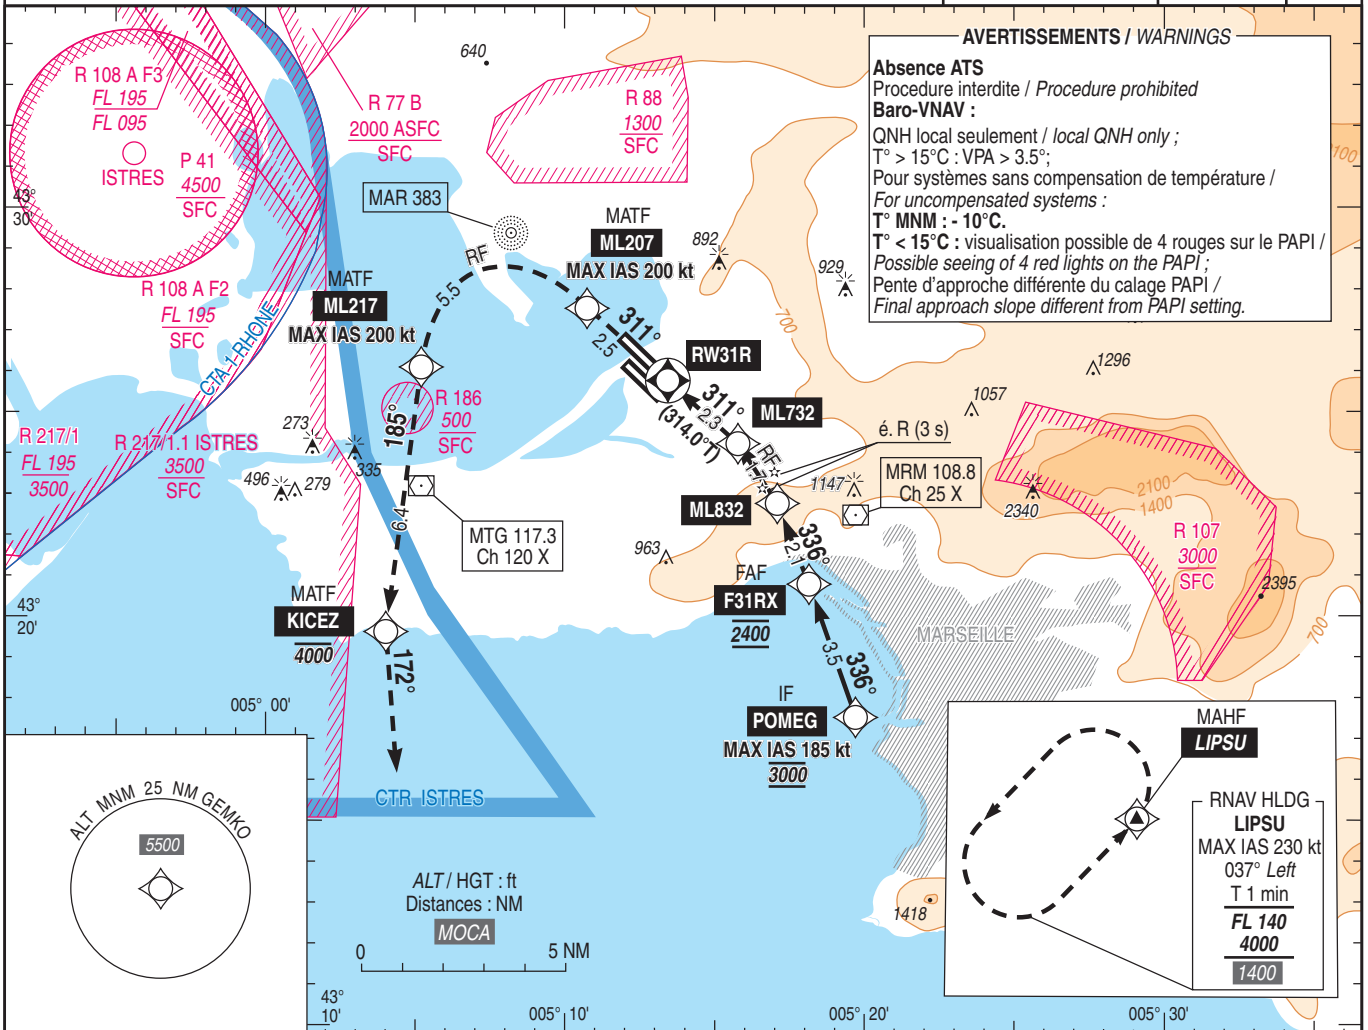 AVERTISSEMENTS / WARNINGS
Absence ATS
Procedure interdite / Procedure prohibited
Baro-VNAV :
QNH local seulement / local QNH only ;
T° > 15°C : VPA > 3.5°;
Pour systèmes sans compensation de température /
For uncompensated systems :
T° MNM : - 10°C.
T° < 15°C : visualisation possible de 4 rouges sur le PAPI /
Possible seeing of 4 red lights on the PAPI ;
Pente d'approche différente du calage PAPI /
Final approach slope different from PAPI setting.
R 108 A F3
FL 195
FL 095
ISTRES
P 41
4500
SFC
R 77 B
2000 ASFC
SFC
640
R 88
1300
SFC
2100
43°
30'
MAR 383
MATF
ML207
MAX IAS 200 kt
892
929
RF
5.5
R 108 A F2
FL 195
SFC
MATF
ML217
MAX IAS 200 kt
CTA 1 RHONE
311°
2.5
700
RW31R
1296
1057
311°
2.3
(314.0°T)
ML732
R 186
500
SFC
185°
R 217/1
FL 195
3500
R 217/1.1 ISTRES
3500
SFC
273
335
496
279
é. R (3 s)
RF
1.7
1147
MRM 108.8
Ch 25 X
2100
1400
2340
R 107
3000
SFC
2395
700
ML832
MTG 117.3
Ch 120 X
6.4
963
336°
2.1
FAF
F31RX
2400
MARSEILLE
43°
20'
MATF
KICEZ
4000
172°
3.5
336°
IF
POMEG
MAX IAS 185 kt
3000
005° 00'
CTR ISTRES
ALT MNM 25 NM GEMKO
5500
ALT / HGT : ft
Distances : NM
MOCA
0
5 NM
1418
MAHF
LIPSU
RNAV HLDG
LIPSU
MAX IAS 230 kt
037° Left
T 1 min
FL 140
4000
1400
43°
10'
005° 10'
005° 20'
005° 30'